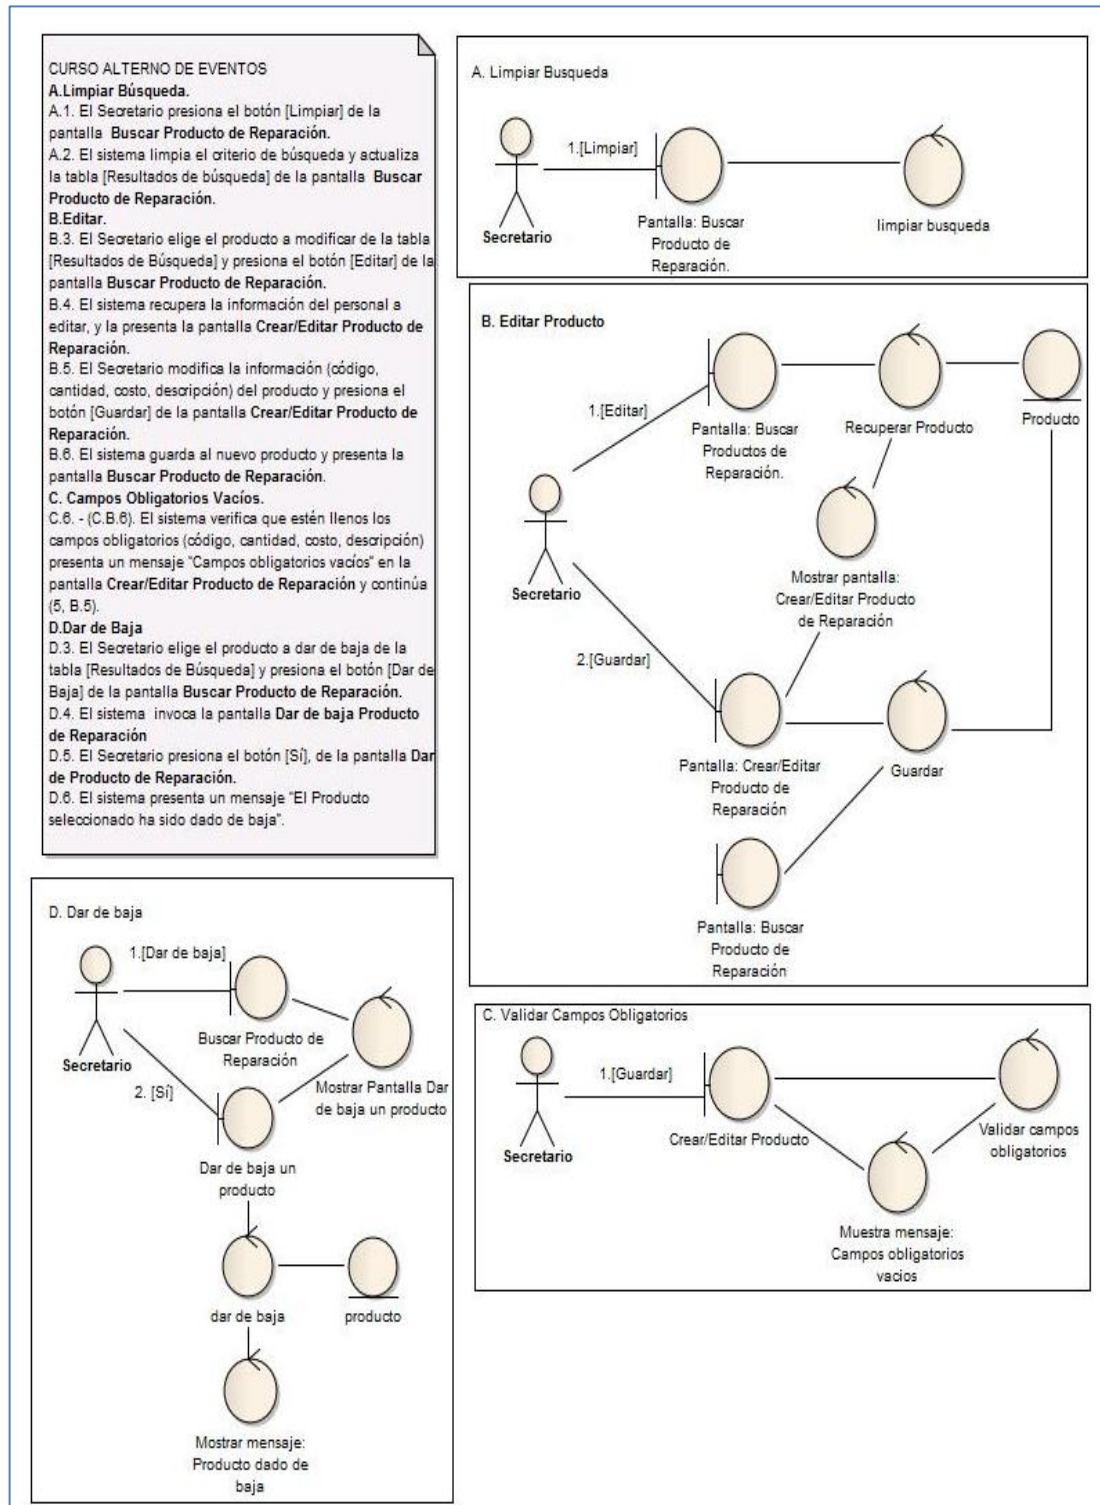 CURSO ALTERNO DE EVENTOS
A.Limpiar Búsqueda.
A.1. El Secretario presiona el botón [Limpiar] de la
pantalla Buscar Producto de Reparación.
A.2. El sistema limpia el criterio de búsqueda y actualiza
la tabla [Resultados de búsqueda] de la pantalla Buscar
Producto de Reparación.
B.Editar.
B.3. El Secretario elige el producto a modificar de la tabla
[Resultados de Búsqueda] y presiona el botón [Editar] de la
pantalla Buscar Producto de Reparación.
B.4. El sistema recupera la información del personal a
editar, y la presenta la pantalla Crear/Editar Producto de
Reparación.
B.5. El Secretario modifica la información (código,
cantidad, costo, descripción) del producto y presiona el
botón [Guardar] de la pantalla Crear/Editar Producto de
Reparación.
B.6. El sistema guarda al nuevo producto y presenta la
pantalla Buscar Producto de Reparación.
C. Campos Obligatorios Vacíos.
C.6. - (C.B.6). El sistema verifica que estén llenos los
campos obligatorios (código, cantidad, costo, descripción)
presenta un mensaje "Campos obligatorios vacíos" en la
pantalla Crear/Editar Producto de Reparación y continúa
(5, B.5).
D.Dar de Baja
D.3. El Secretario elige el producto a dar de baja de la
tabla [Resultados de Búsqueda] y presiona el botón [Dar de
Baja] de la pantalla Buscar Producto de Reparación.
D.4. El sistema invoca la pantalla Dar de baja Producto
de Reparación
D.5. El Secretario presiona el botón [Sí], de la pantalla Dar
de Producto de Reparación.
D.6. El sistema presenta un mensaje "El Producto
seleccionado ha sido dado de baja".
A. Limpiar Busqueda
1.[Limpiar]
Secretario
Pantalla: Buscar
Producto de
Reparación.
limpiar busqueda
B. Editar Producto
1.[Editar]
Pantalla: Buscar
Productos de
Reparación.
Recuperar Producto
Producto
Secretario
Mostrar pantalla:
Crear/Editar Producto
de Reparación
2.[Guardar]
Pantalla: Crear/Editar
Producto de
Reparación
Guardar
Pantalla: Buscar
Producto de
Reparación
D. Dar de baja
1.[Dar de baja]
Secretario
Buscar Producto de
Reparación
Mostrar Pantalla Dar
de baja un producto
2. [Sí]
Dar de baja un
producto
dar de baja
producto
Mostrar mensaje:
Producto dado de
baja
C. Validar Campos Obligatorios
1.[Guardar]
Secretario
Crear/Editar Producto
Validar campos
obligatorios
Muestra mensaje:
Campos obligatorios
vacios